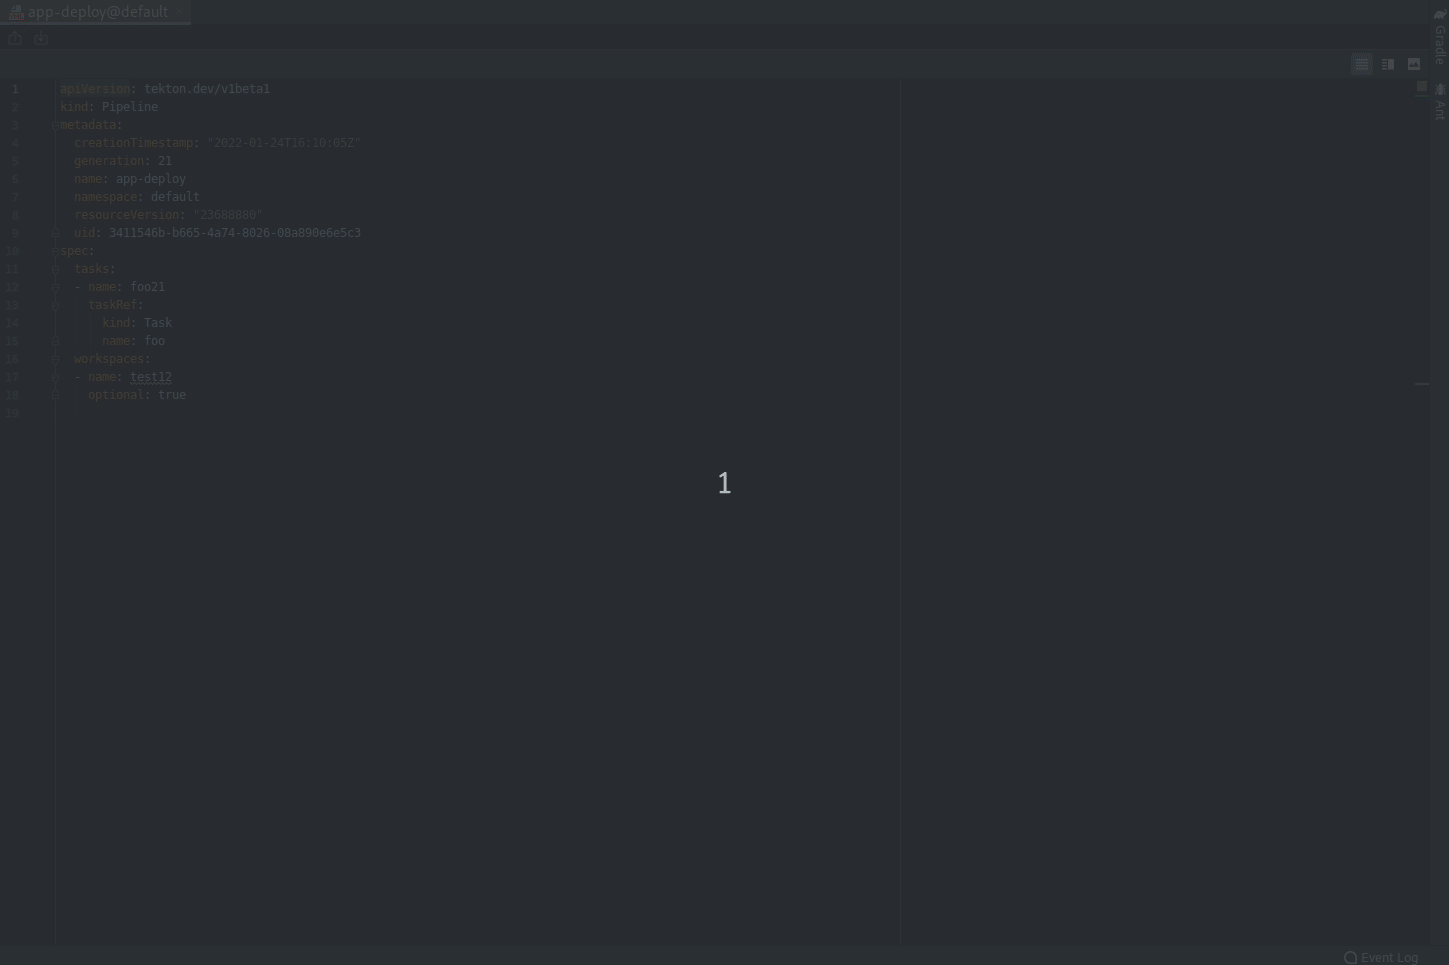 app-deploy@default
1 apiVersion: tekton.dev/v1beta1
2 kind: Pipeline
3 metadata:
4 creationTimestamp: "2022-01-24T16:10:05Z"
5 generation: 21
6 name: app-deploy
7 namespace: default
8 resourceVersion: "23688880"
9 uid: 3411546b-b665-4a74-8026-08a890e6e5c3
10 spec:
11 tasks:
12 - name: foo21
13 taskRef:
14 kind: Task
15 name: foo
16 workspaces:
17 - name: test12
18 optional: true
19
1
Gradle
Ant
Event Log